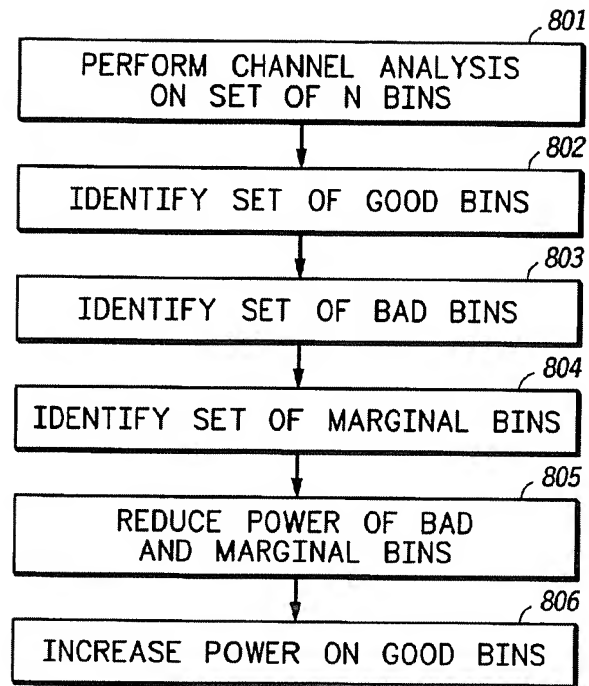 801
PERFORM CHANNEL ANALYSIS
ON SET OF N BINS
802
IDENTIFY SET OF GOOD BINS
803
IDENTIFY SET OF BAD BINS
804
IDENTIFY SET OF MARGINAL BINS
805
REDUCE POWER OF BAD
AND MARGINAL BINS
806
INCREASE POWER ON GOOD BINS